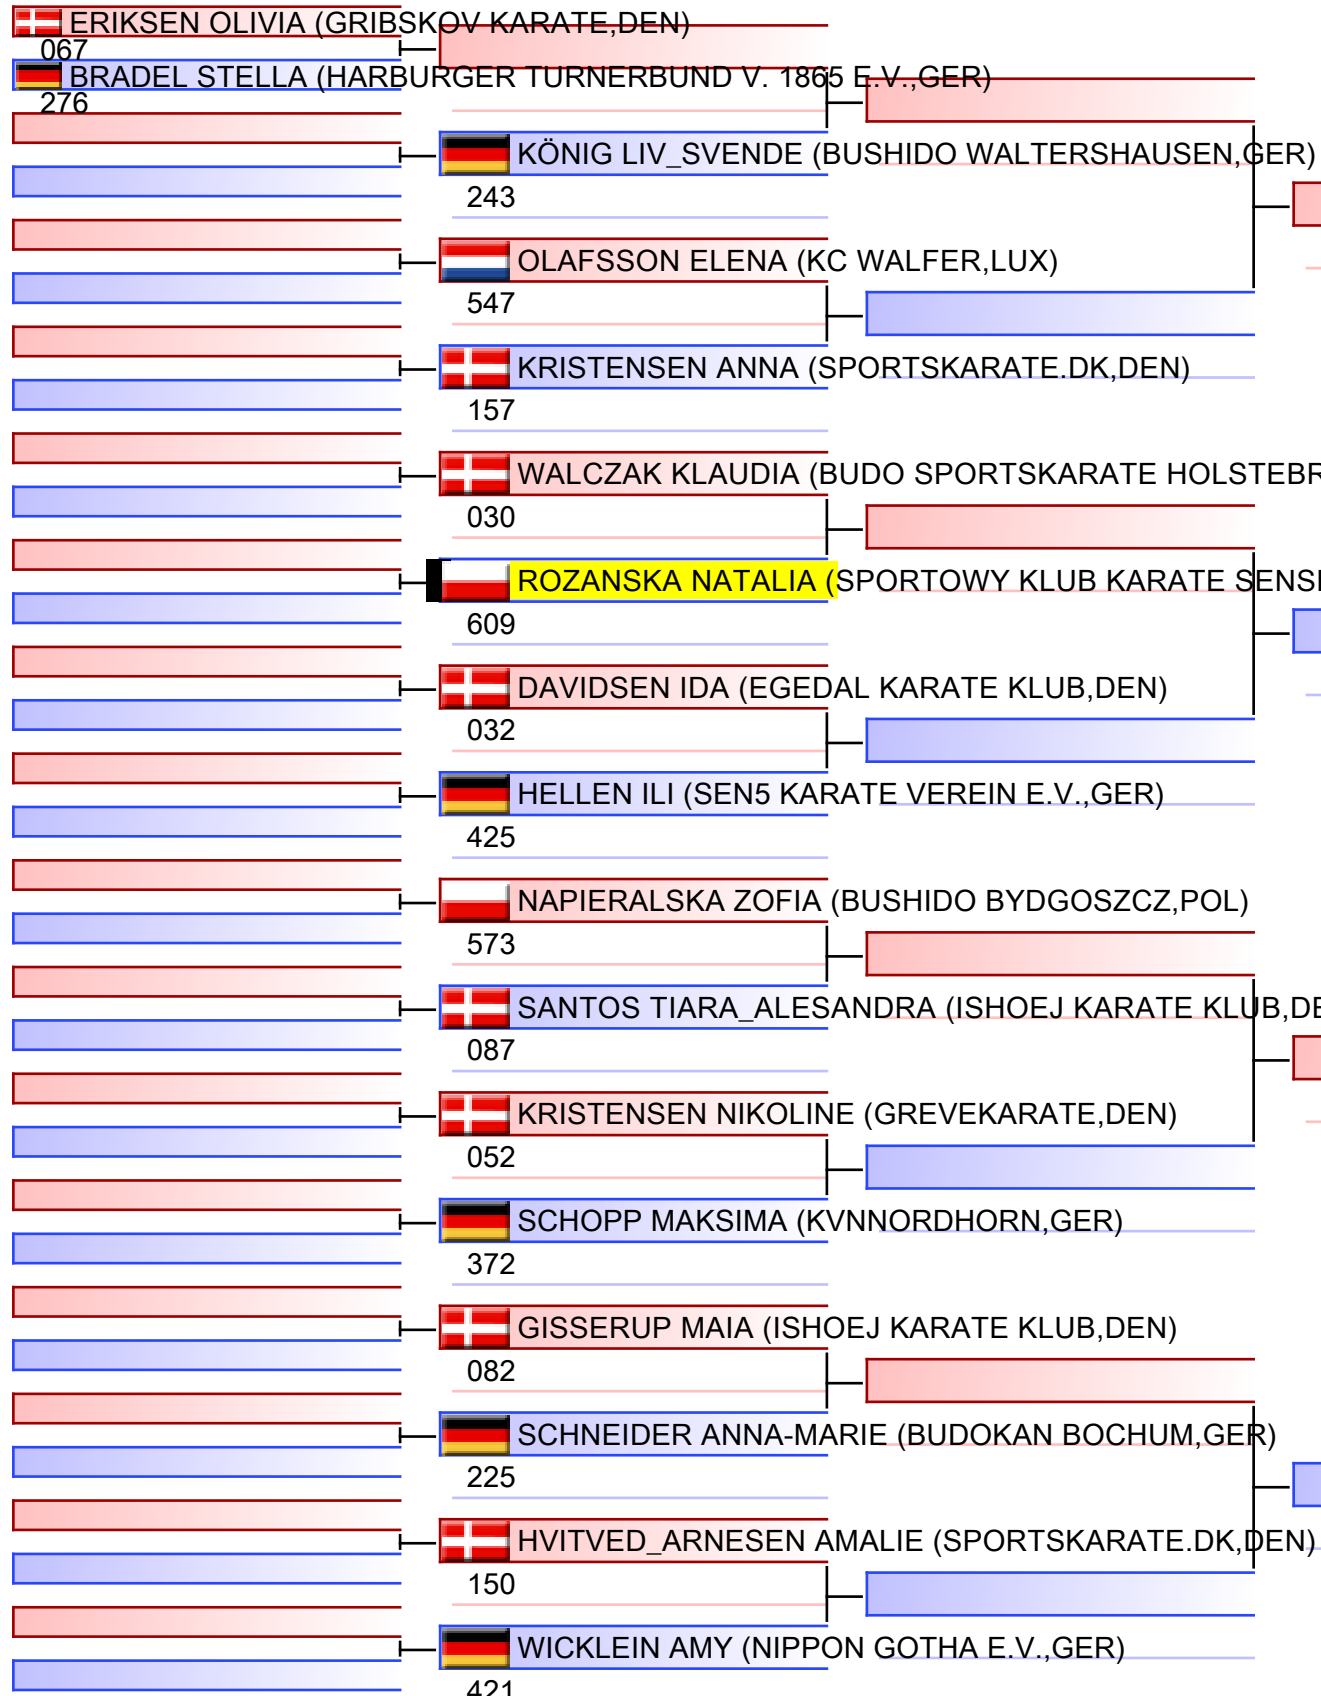 ERIKSEN OLIVIA (GRIBSKOV KARATE,DEN)
067
BRADEL STELLA (HARBURGER TURNERBUND V. 1865 E.V.,GER)
276
KÖNIG LIV_SVENDE (BUSHIDO WALTERSHAUSEN,GER)
243
OLAFSSON ELENA (KC WALFER,LUX)
547
KRISTENSEN ANNA (SPORTSKARATE.DK,DEN)
157
WALCZAK KLAUDIA (BUDO SPORTSKARATE HOLSTEBR
030
ROZANSKA NATALIA (SPORTOWY KLUB KARATE SENSE
609
DAVIDSEN IDA (EGEDAL KARATE KLUB,DEN)
032
HELLEN ILI (SEN5 KARATE VEREIN E.V.,GER)
425
NAPIERALSKA ZOFIA (BUSHIDO BYDGOSZCZ,POL)
573
SANTOS TIARA_ALESANDRA (ISHOEJ KARATE KLUB,DE
087
KRISTENSEN NIKOLINE (GREVEKARATE,DEN)
052
SCHOPP MAKSIMA (KVNNORDHORN,GER)
372
GISSERUP MAIA (ISHOEJ KARATE KLUB,DEN)
082
SCHNEIDER ANNA-MARIE (BUDOKAN BOCHUM,GER)
225
HVITVED_ARNESEN AMALIE (SPORTSKARATE.DK,DEN)
150
WICKLEIN AMY (NIPPON GOTHA E.V.,GER)
421